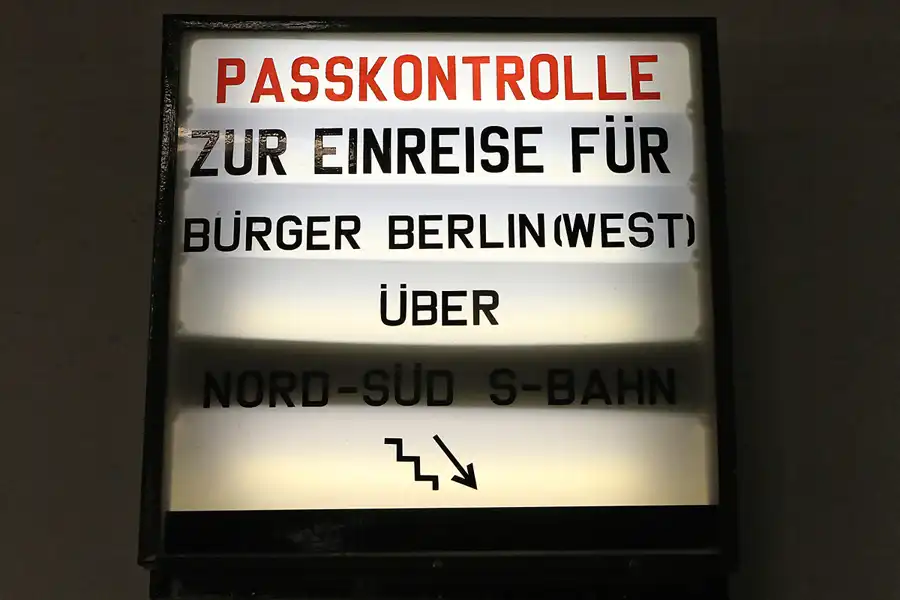 PASSKONTROLLE
ZUR EINREISE FÜR
BÜRGER BERLIN (WEST)
ÜBER
NORD-SÜD S-BAHN